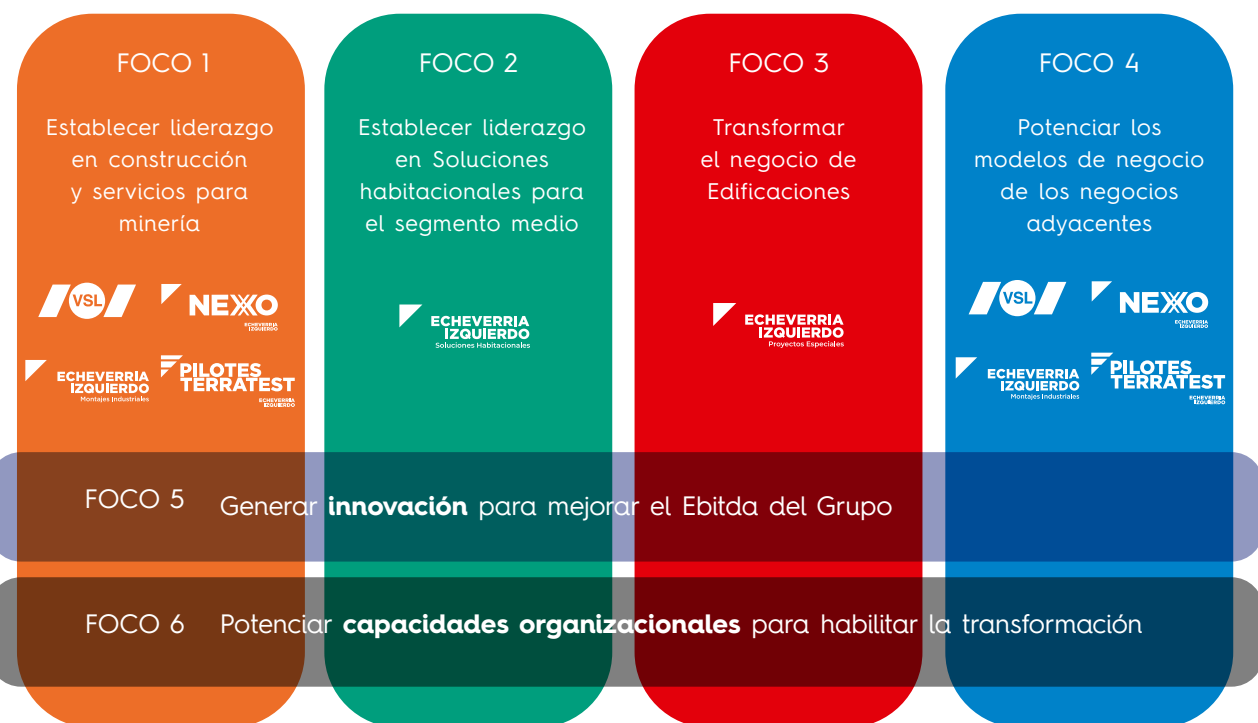 FOCO 1
Establecer liderazgo
en construcción
y servicios para
minería
VSL
NEXXO
ECHEVERRIA
IZQUIERDO
ECHEVERRIA
IZQUIERDO
Montajes Industriales
PILOTES
TERRATEST
ECHEVERRIA
IZQUIERDO
FOCO 2
Establecer liderazgo
en Soluciones
habitacionales para
el segmento medio
ECHEVERRIA
IZQUIERDO
Soluciones Habitacionales
FOCO 3
Transformar
el negocio de
Edificaciones
ECHEVERRIA
IZQUIERDO
Proyectos Especiales
FOCO 4
Potenciar los
modelos de negocio
de los negocios
adyacentes
VSL
NEXXO
ECHEVERRIA
IZQUIERDO
ECHEVERRIA
IZQUIERDO
Montajes Industriales
PILOTES
TERRATEST
ECHEVERRIA
IZQUIERDO
FOCO 5 Generar innovación para mejorar el Ebitda del Grupo
FOCO 6 Potenciar capacidades organizacionales para habilitar la transformación